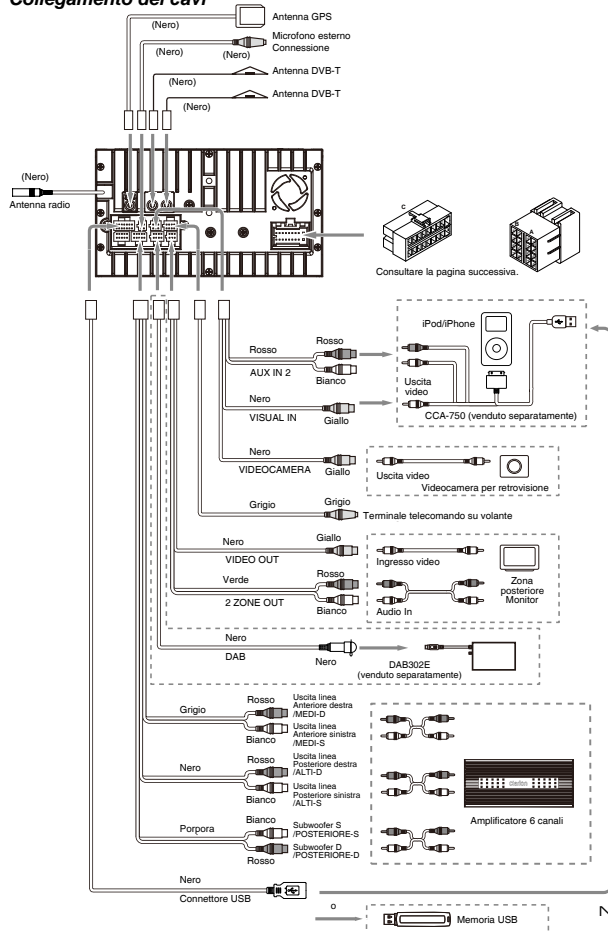 Collegamento dei cavi
Antenna GPS
(Nero)
Microfono esterno
Connessione
(Nero)
(Nero)
Antenna DVB-T
(Nero)
Antenna DVB-T
(Nero)
(Nero)
Antenna radio
C
A
Consultare la pagina successiva.
Rosso
Rosso
AUX IN 2
Bianco
iPod/iPhone
Nero
VISUAL IN
Giallo
Uscita
video
CCA-750 (venduto separatamente)
Nero
VIDEOCAMERA
Giallo
Uscita video
Videocamera per retrovisione
Grigio
Grigio
Terminale telecomando su volante
Nero
Giallo
VIDEO OUT
Ingresso video
Verde
Rosso
2 ZONE OUT
Bianco
Audio In
Zona
posteriore
Monitor
Nero
DAB
Nero
DAB302E
(venduto separatamente)
Grigio
Rosso
Uscita linea
Anteriore destra
/MEDI-D
Bianco
Uscita linea
Anteriore sinistra
/MEDI-S
Nero
Rosso
Uscita linea
Posteriore destra
/ALTI-D
Bianco
Uscita linea
Posteriore sinistra
/ALTI-S
Clarion
Amplificatore 6 canali
Porpora
Bianco
Subwoofer S
/POSTERIORE-S
Subwoofer D
/POSTERIORE-D
Rosso
Nero
Connettore USB
o
Memoria USB